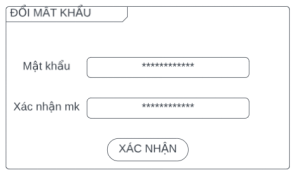 ĐỔI MẬT KHẨU
Mật khẩu ************
Xác nhận mk ************
XÁC NHẬN